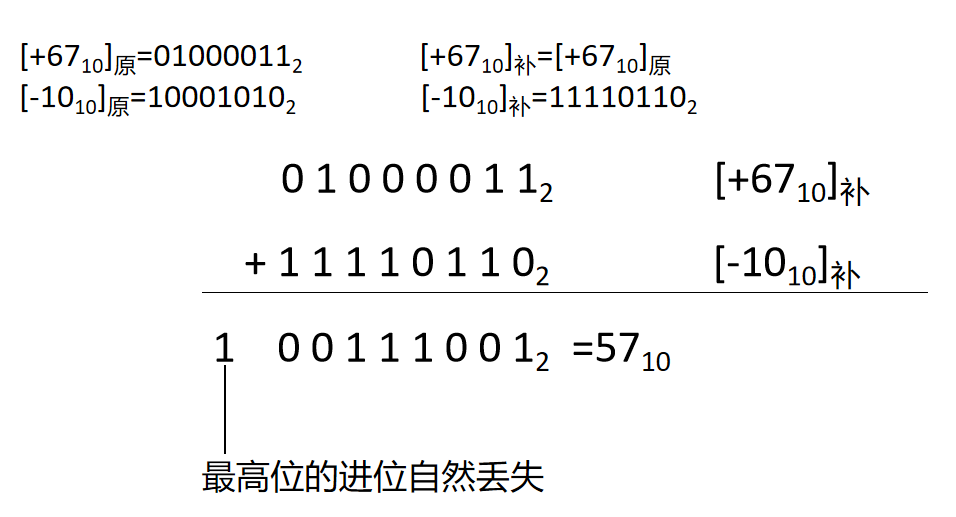 [+67₁₀]原=01000011₂ [+67₁₀]补=[+67₁₀]原
[-10₁₀]原=10001010₂ [-10₁₀]补=11110110₂
0 1 0 0 0 0 1 1₂ [+67₁₀]补
+ 1 1 1 1 0 1 1 0₂ [-10₁₀]补
1 0 0 1 1 1 0 0 1₂ =57₁₀
最高位的进位自然丢失